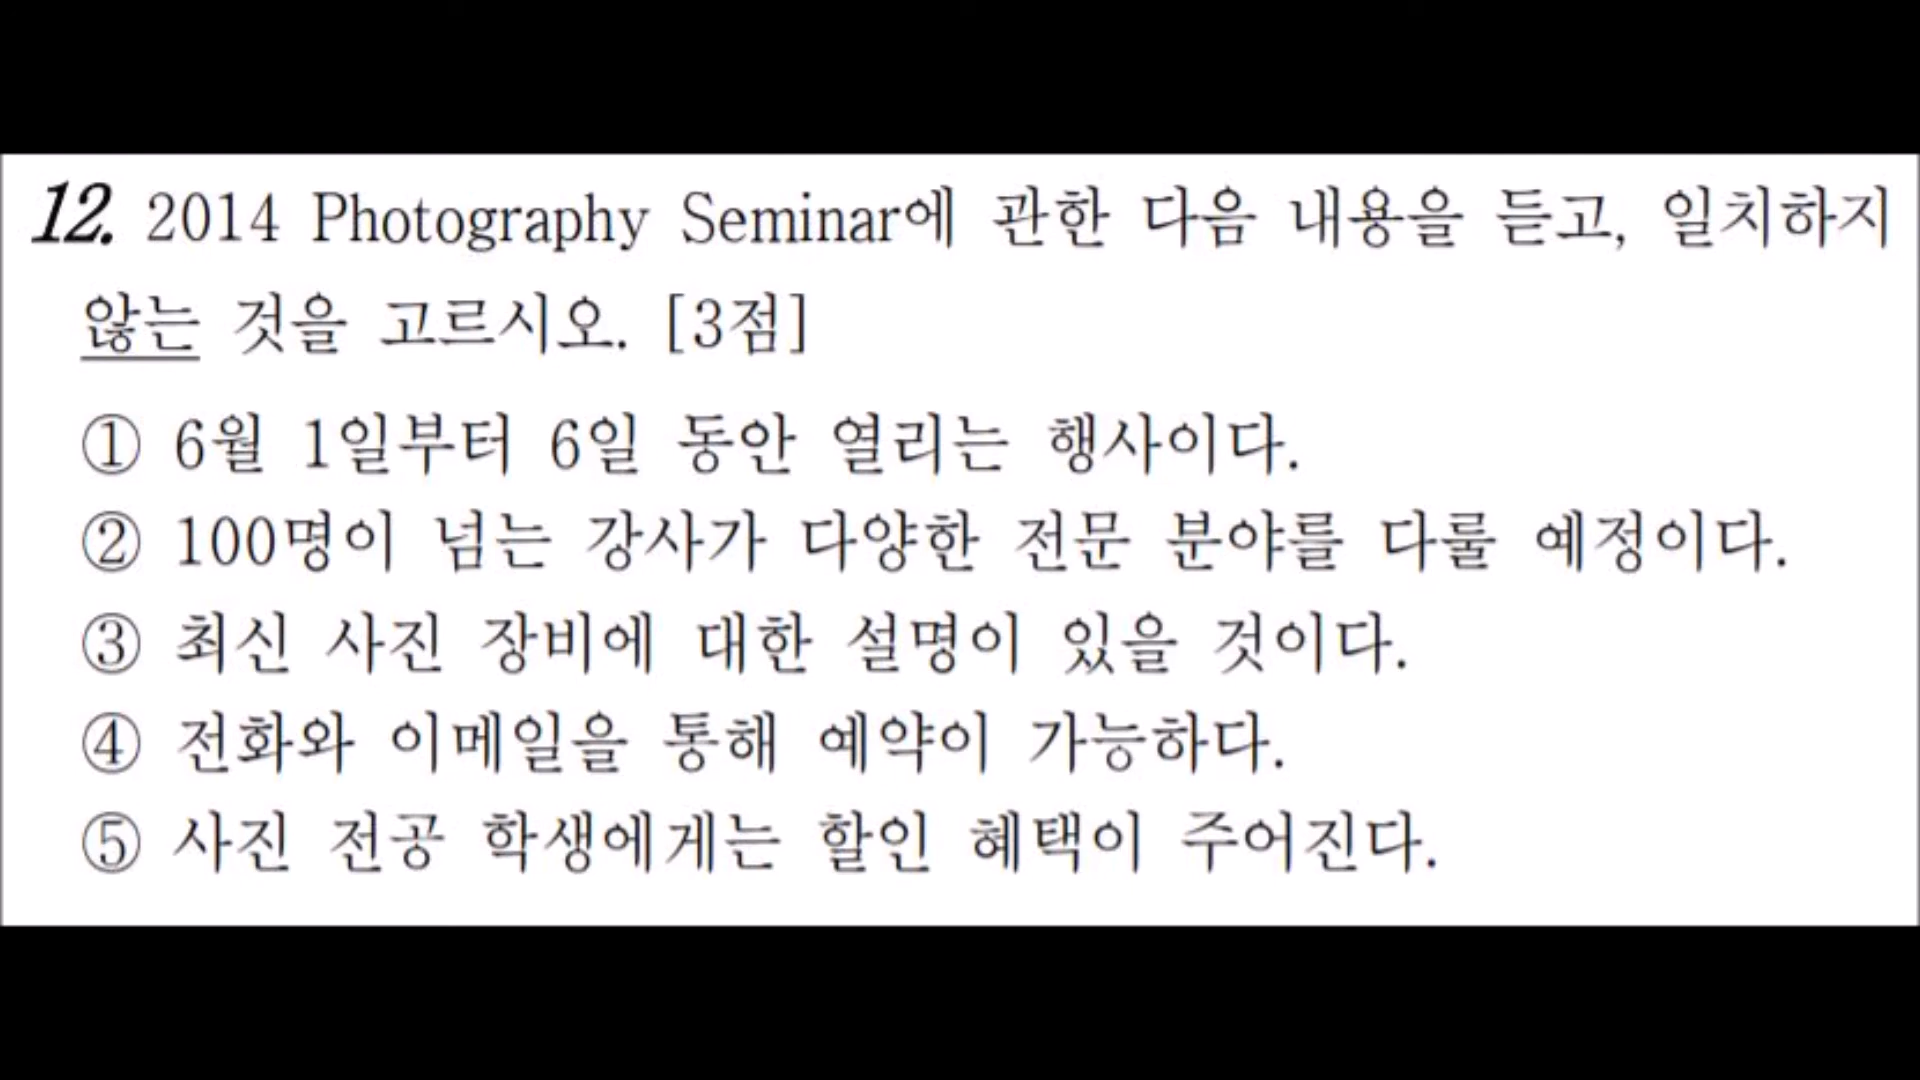 12. 2014 Photography Seminar에 관한 다음 내용을 듣고, 일치하지
않는 것을 고르시오. [3점]
① 6월 1일부터 6일 동안 열리는 행사이다.
② 100명이 넘는 강사가 다양한 전문 분야를 다룰 예정이다.
③ 최신 사진 장비에 대한 설명이 있을 것이다.
④ 전화와 이메일을 통해 예약이 가능하다.
⑤ 사진 전공 학생에게는 할인 혜택이 주어진다.